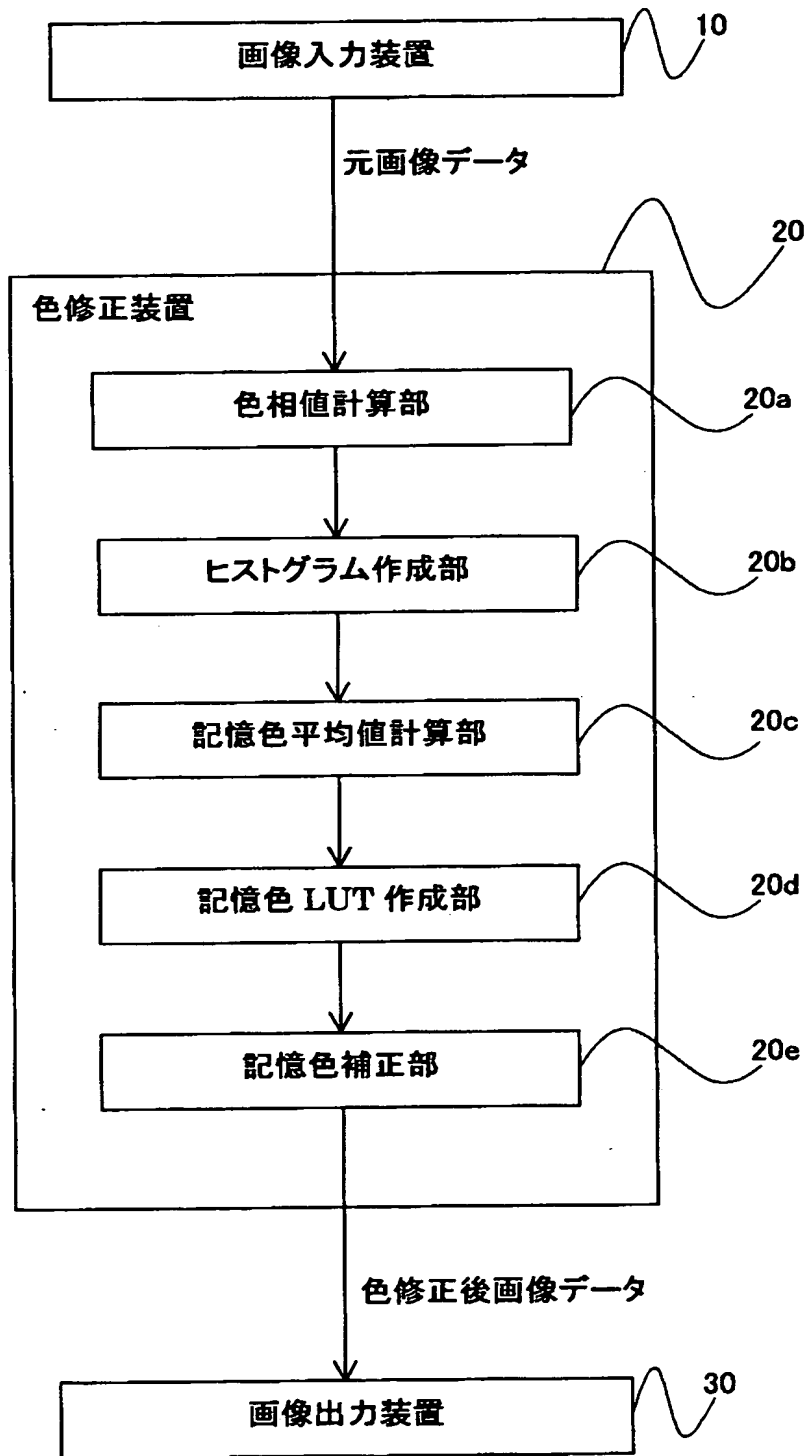 画像入力装置
10
元画像データ
20
色修正装置
色相値計算部
20a
ヒストグラム作成部
20b
記憶色平均値計算部
20c
記憶色 LUT 作成部
20d
記憶色補正部
20e
色修正後画像データ
画像出力装置
30